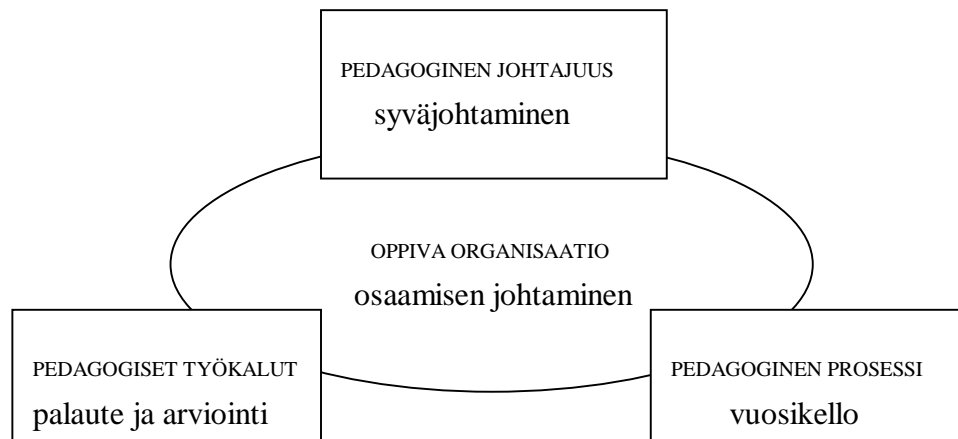 PEDAGOGINEN JOHTAJUUS
syväjohtaminen
OPPIVA ORGANISAATIO
osaamisen johtaminen
PEDAGOGISET TYÖKALUT
palaute ja arviointi
PEDAGOGINEN PROSESSI
vuosikello